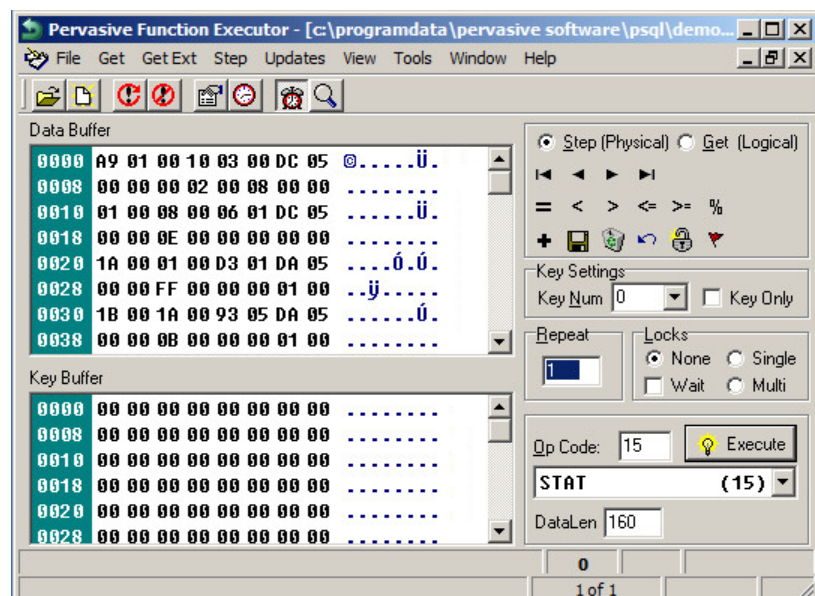 Pervasive Function Executor - [c:\programdata\pervasive software\psql\demo...
File Get Get Ext Step Updates View Tools Window Help
Data Buffer
0000 A9 01 00 10 03 00 DC 05 ©.....Ü.
0008 00 00 00 02 00 08 00 00 ........
0010 01 00 08 00 06 01 DC 05 ......Ü.
0018 00 00 0E 00 00 00 00 00 ........
0020 1A 00 01 00 D3 01 DA 05 ....Ó.Ú.
0028 00 00 FF 00 00 00 01 00 ..ÿ.....
0030 1B 00 1A 00 93 05 DA 05 ......Ú.
0038 00 00 0B 00 00 00 01 00 ........
Key Buffer
0000 00 00 00 00 00 00 00 00 ........
0008 00 00 00 00 00 00 00 00 ........
0010 00 00 00 00 00 00 00 00 ........
0018 00 00 00 00 00 00 00 00 ........
0020 00 00 00 00 00 00 00 00 ........
0028 00 00 00 00 00 00 00 00 ........
Step (Physical) Get (Logical)
= < > <= >= %
+
Key Settings
Key Num 0 Key Only
Repeat
1
Locks
None Single
Wait Multi
Op Code: 15 Execute
STAT (15)
DataLen 160
0
1 of 1